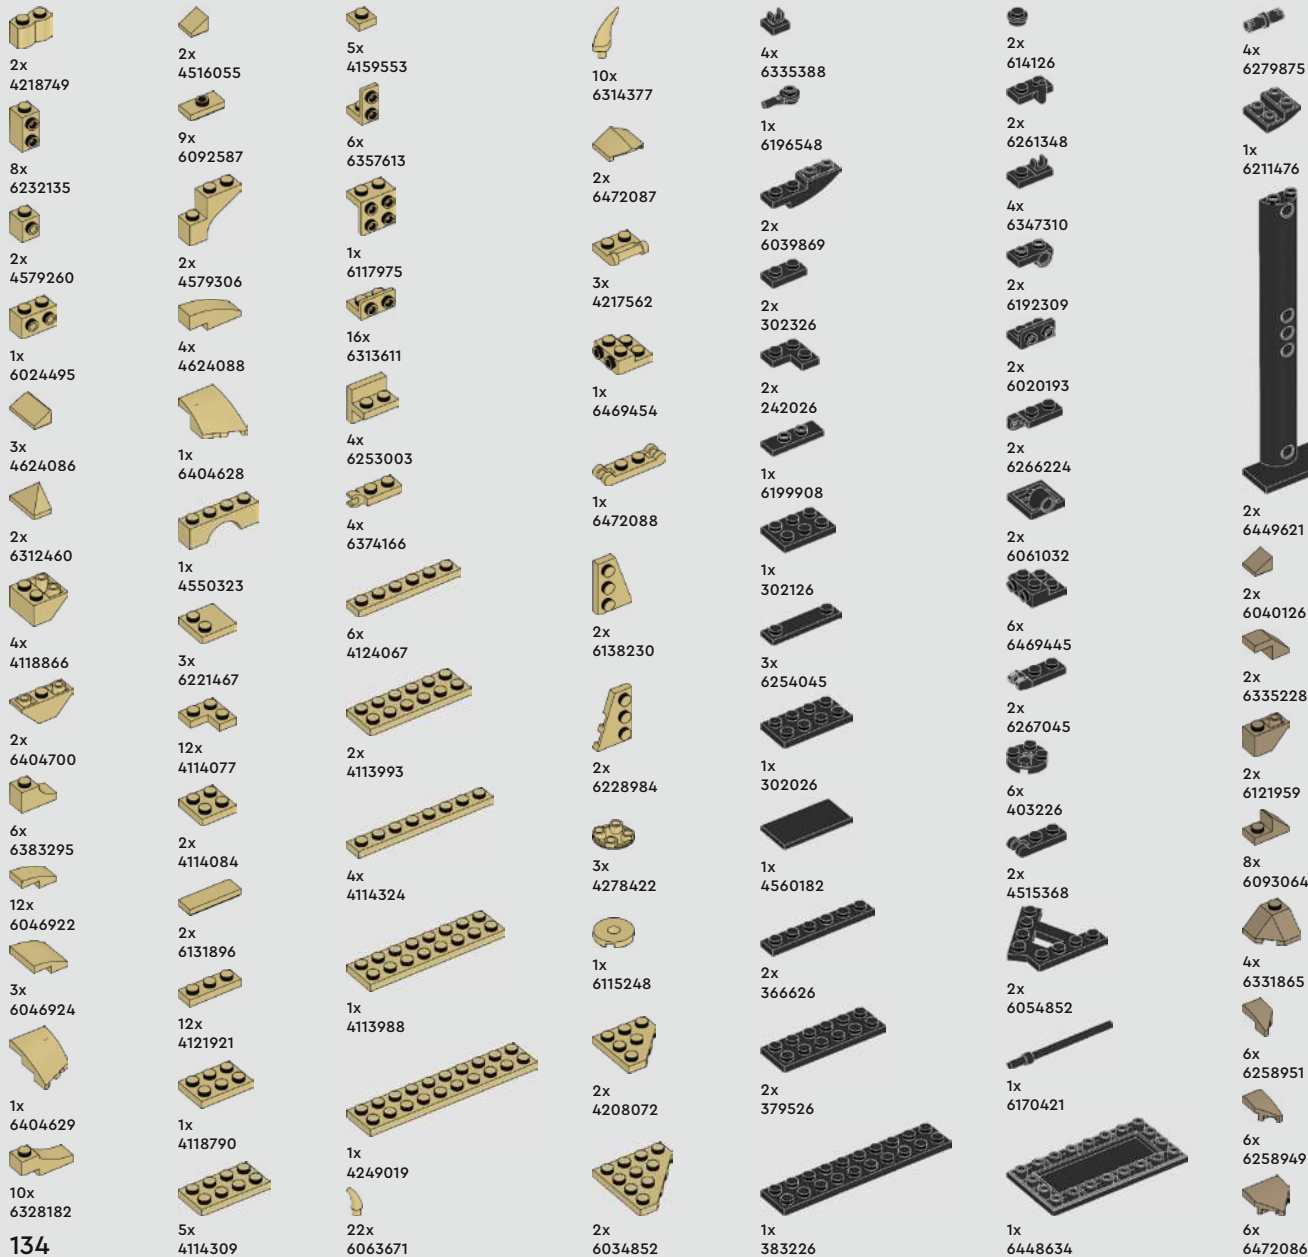 2x
4218749
8x
6232135
2x
4579260
1x
6024495
3x
4624086
2x
6312460
4x
4118866
2x
6404700
6x
6383295
12x
6046922
3x
6046924
1x
6404629
10x
6328182
134
2x
4516055
9x
6092587
2x
4579306
4x
4624088
1x
6404628
1x
4550323
3x
6221467
12x
4114077
2x
4114084
2x
6131896
12x
4121921
1x
4118790
5x
4114309
5x
4159553
6x
6357613
1x
6117975
16x
6313611
4x
6253003
4x
6374166
6x
4124067
2x
4113993
4x
4114324
1x
4113988
1x
4249019
22x
6063671
10x
6314377
2x
6472087
3x
4217562
1x
6469454
1x
6472088
2x
6138230
2x
6228984
3x
4278422
1x
6115248
2x
4208072
2x
6034852
4x
6335388
1x
6196548
2x
6039869
2x
302326
2x
242026
1x
6199908
1x
302126
3x
6254045
1x
302026
1x
4560182
2x
366626
2x
379526
1x
383226
2x
614126
2x
6261348
4x
6347310
2x
6192309
2x
6020193
2x
6266224
2x
6061032
6x
6469445
2x
6267045
6x
403226
2x
4515368
2x
6054852
1x
6170421
1x
6448634
4x
6279875
1x
6211476
2x
6449621
2x
6040126
2x
6335228
2x
6121959
8x
6093064
4x
6331865
6x
6258951
6x
6258949
6x
6472086